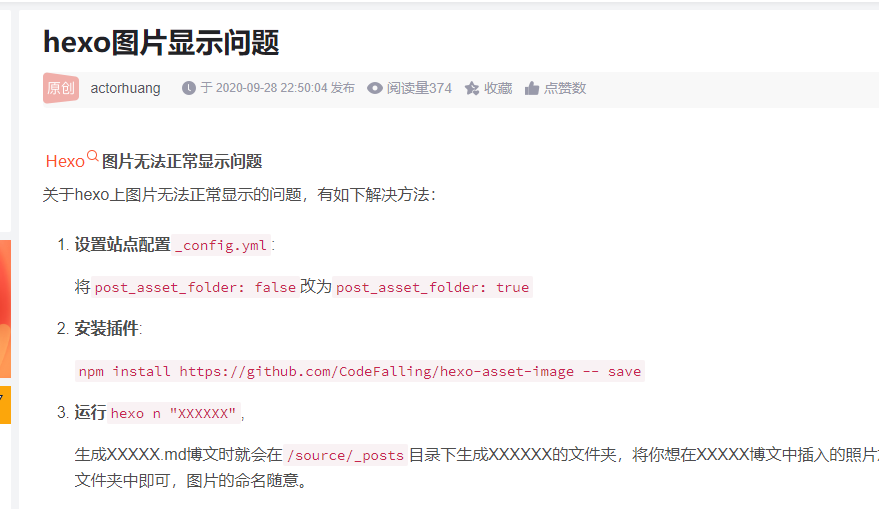 hexo图片显示问题
原创 actorhuang 于 2020-09-28 22:50:04 发布 阅读量374 收藏 点赞数
Hexo 图片无法正常显示问题
关于hexo上图片无法正常显示的问题，有如下解决方法：
1. 设置站点配置 _config.yml:
将 post_asset_folder: false 改为 post_asset_folder: true
2. 安装插件:
npm install https://github.com/CodeFalling/hexo-asset-image -- save
3. 运行 hexo n "XXXXXX",
生成XXXXX.md博文时就会在 /source/_posts 目录下生成XXXXXX的文件夹，将你想在XXXXX博文中插入的照片
文件夹中即可，图片的命名随意。